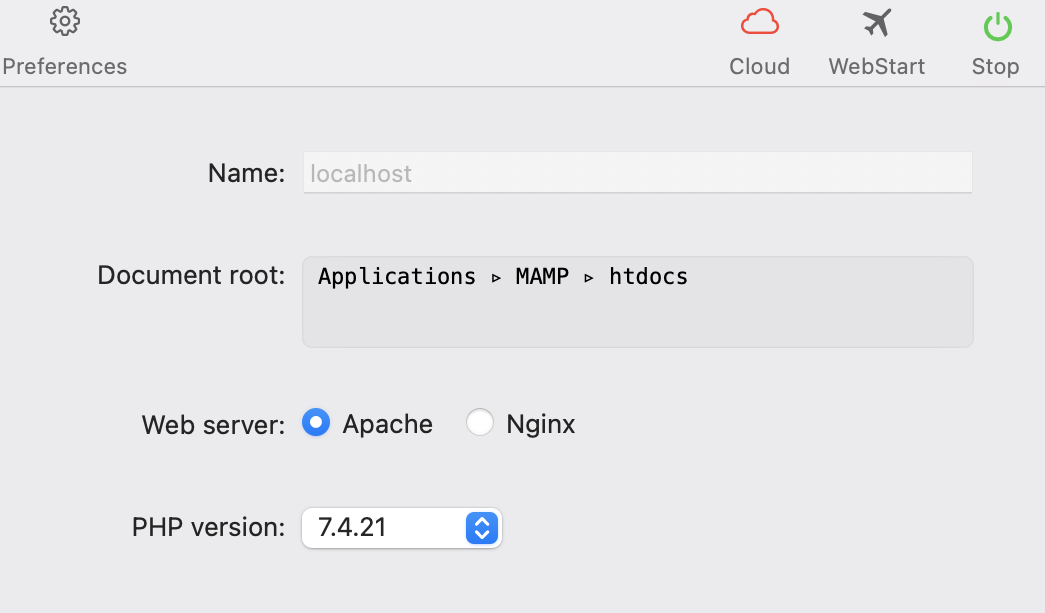 Preferences Cloud WebStart Stop
Name: localhost
Document root: Applications ▹ MAMP ▹ htdocs
Web server: Apache Nginx
PHP version: 7.4.21